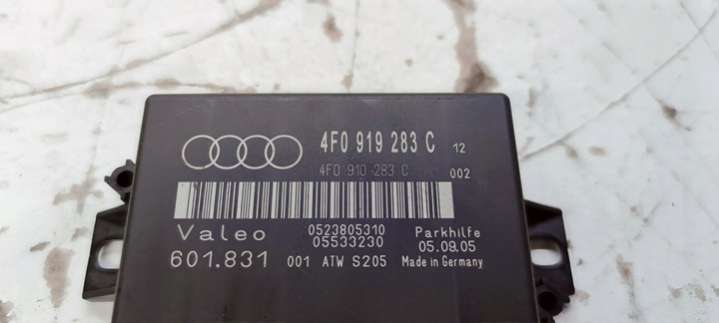 4F0 919 283 C 12
4F0 910 283 C 002
Valeo 0523805310 Parkhilfe
05533230 05.09.05
601.831 001 ATW S205 Made in Germany